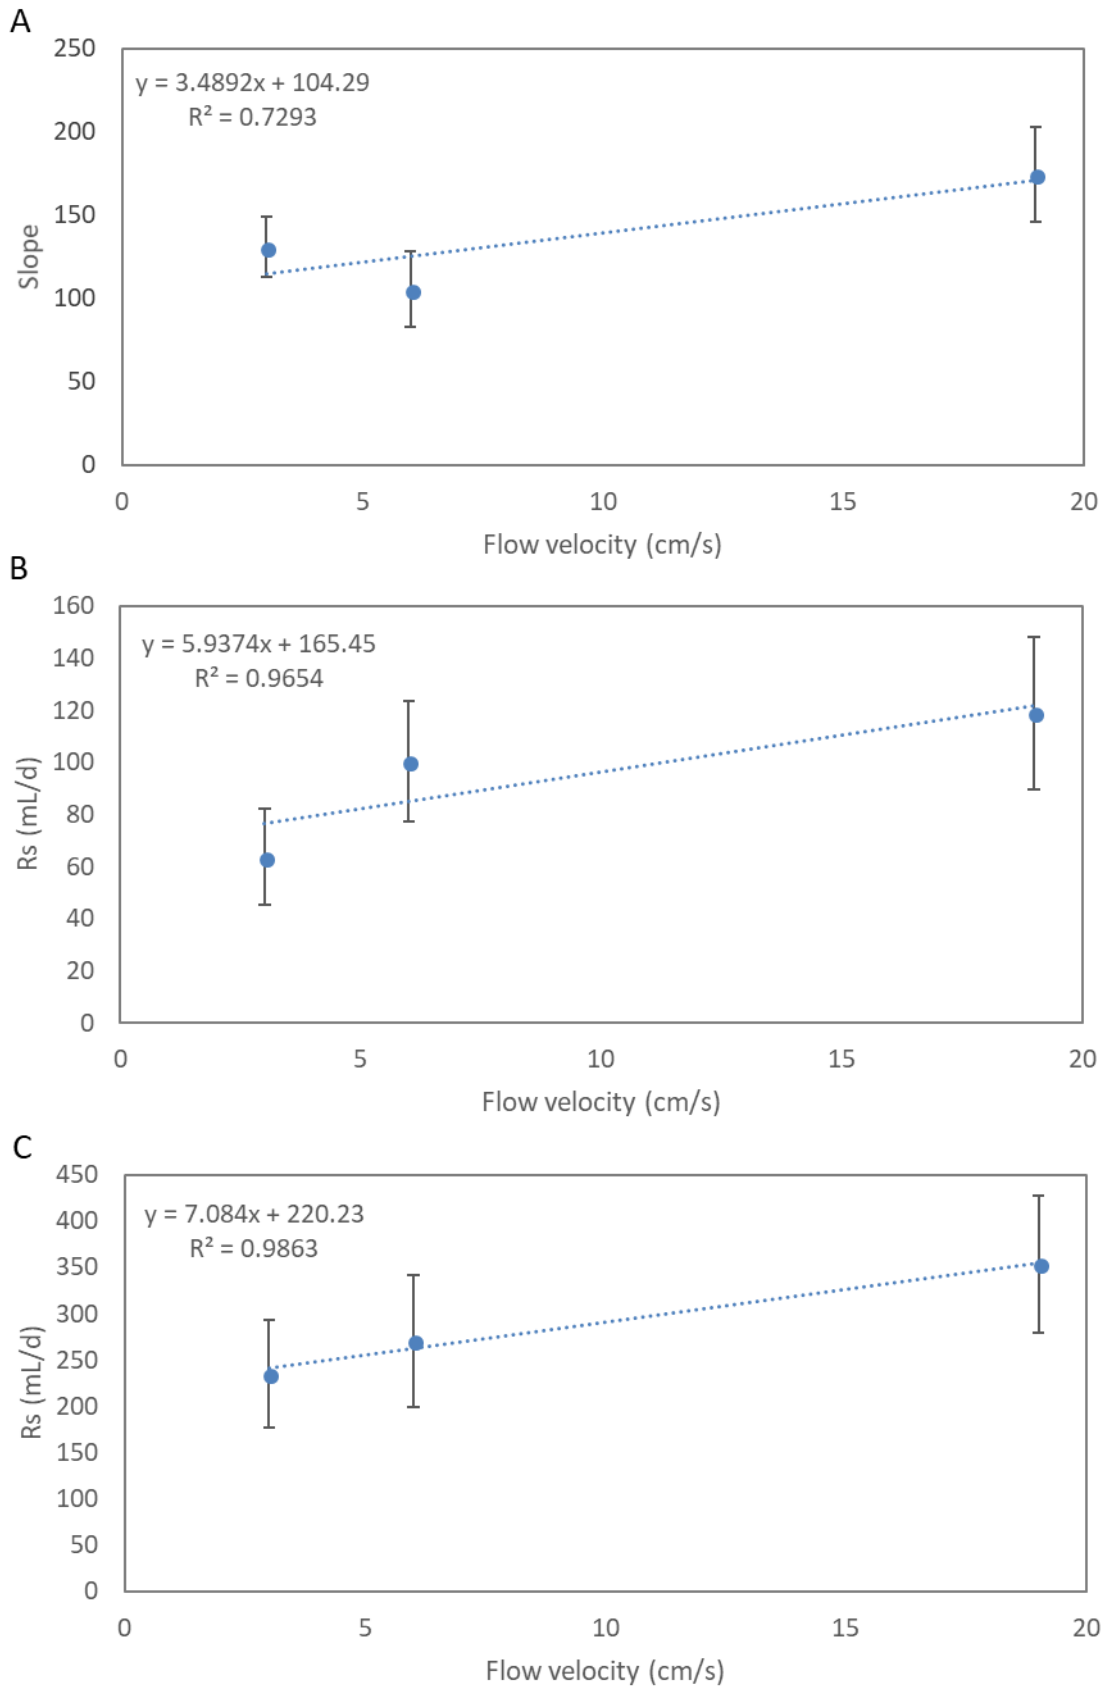 A
250
y = 3.4892x + 104.29
R² = 0.7293
200
150
Slope
100
50
0
0 5 10 15 20
Flow velocity (cm/s)
B
160
y = 5.9374x + 165.45
140
R² = 0.9654
120
100
Rs (mL/d)
80
60
40
20
0
0 5 10 15 20
Flow velocity (cm/s)
C
450
y = 7.084x + 220.23
400
R² = 0.9863
350
300
250
Rs (mL/d)
200
150
100
50
0
0 5 10 15 20
Flow velocity (cm/s)